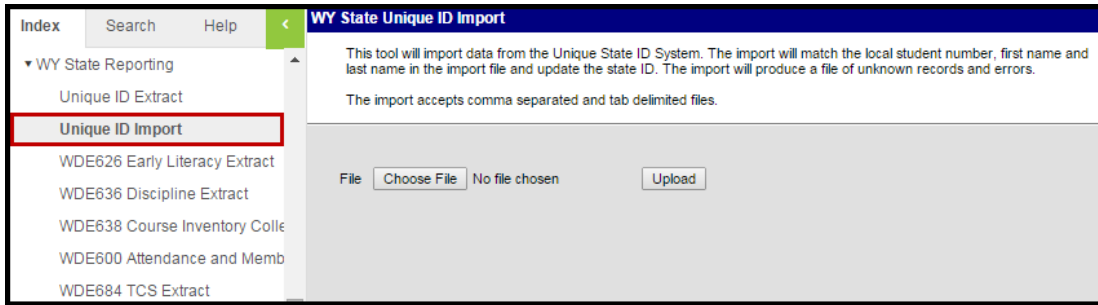 Index Search Help <
▾ WY State Reporting
Unique ID Extract
Unique ID Import
WDE626 Early Literacy Extract
WDE636 Discipline Extract
WDE638 Course Inventory Colle
WDE600 Attendance and Memb
WDE684 TCS Extract
WY State Unique ID Import
This tool will import data from the Unique State ID System. The import will match the local student number, first name and
last name in the import file and update the state ID. The import will produce a file of unknown records and errors.
The import accepts comma separated and tab delimited files.
File Choose File No file chosen Upload